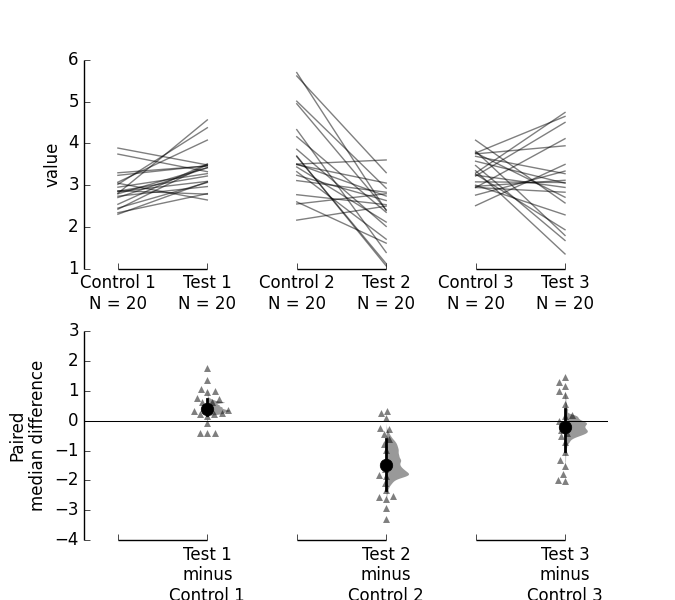 6
5
4
3
2
1
value
Control 1 Test 1 Control 2 Test 2 Control 3 Test 3
N = 20 N = 20 N = 20 N = 20 N = 20 N = 20
3
2
1
0
−1
−2
−3
−4
Paired
median difference
Test 1 Test 2 Test 3
minus minus minus
Control 1 Control 2 Control 3